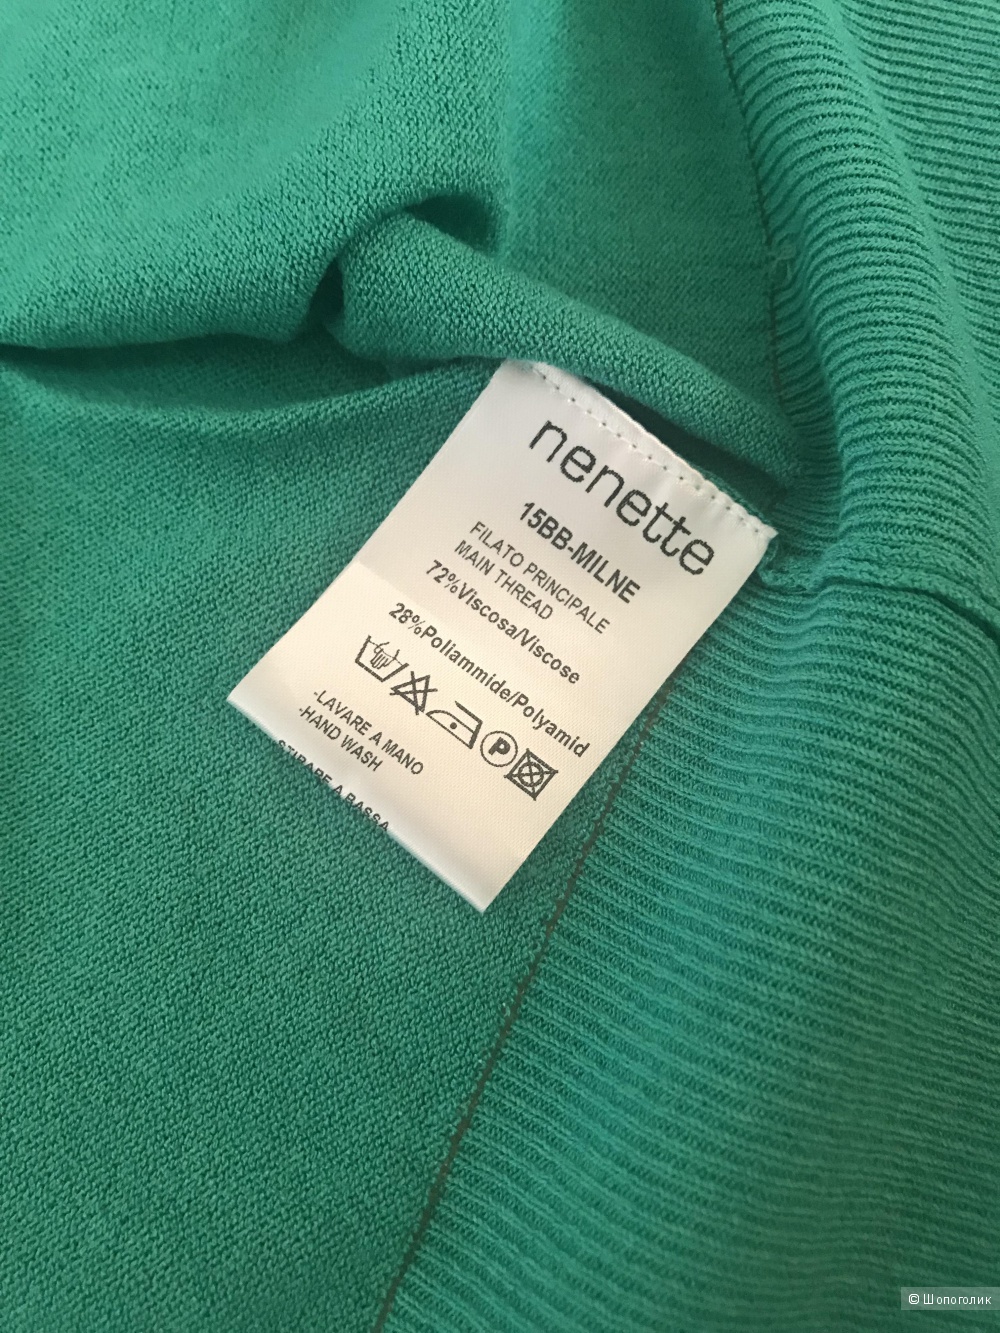 nenette
15BB-MILNE
FILATO PRINCIPALE
MAIN THREAD
72%Viscosa/Viscose
28%Poliammide/Polyamid
P
-LAVARE A MANO
-HAND WASH
STIRARE A BASSA
© Шопоголик